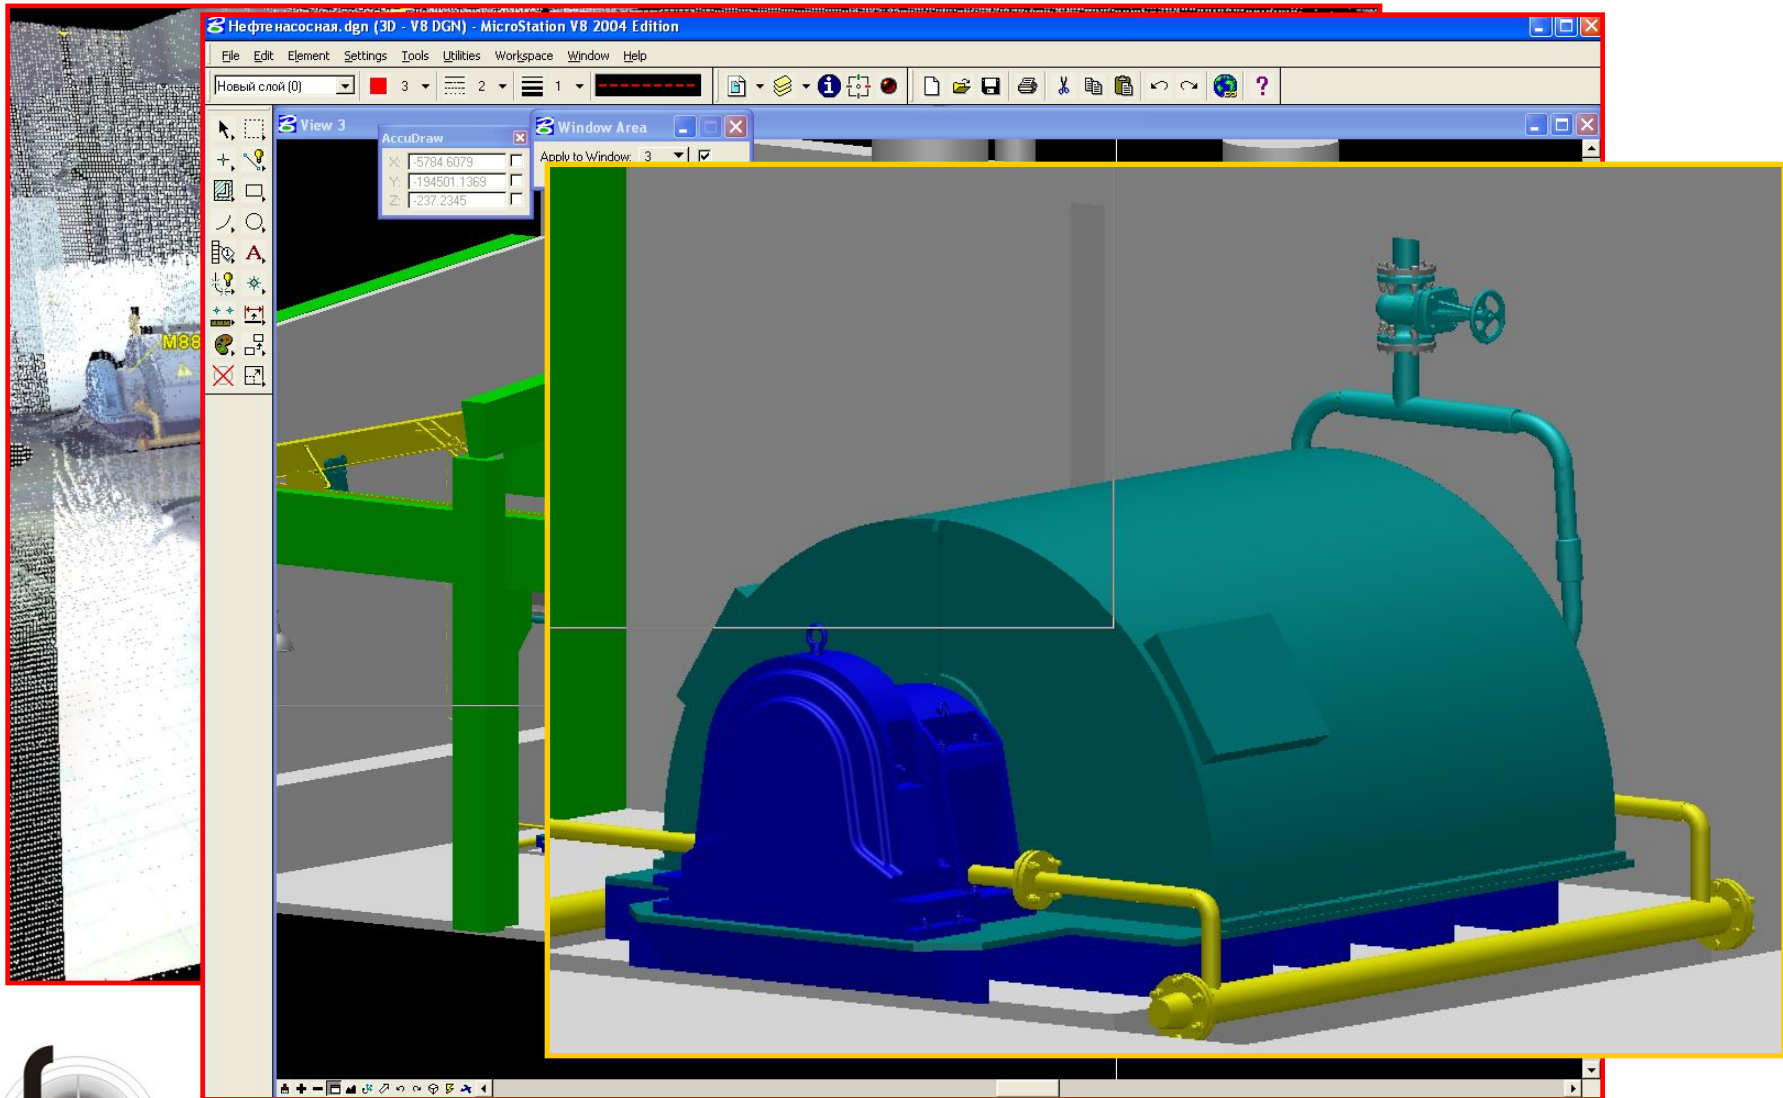 Нефтенасосная.dgn (3D - V8 DGN) - MicroStation V8 2004 Edition
File Edit Element Settings Tools Utilities Workspace Window Help
Новый слой (0) 3 2 1
View 3
AccuDraw
Window Area
X: -5784.6079
Y: -194501.1369
Z: -237.2345
Apply to Window: 3
M88